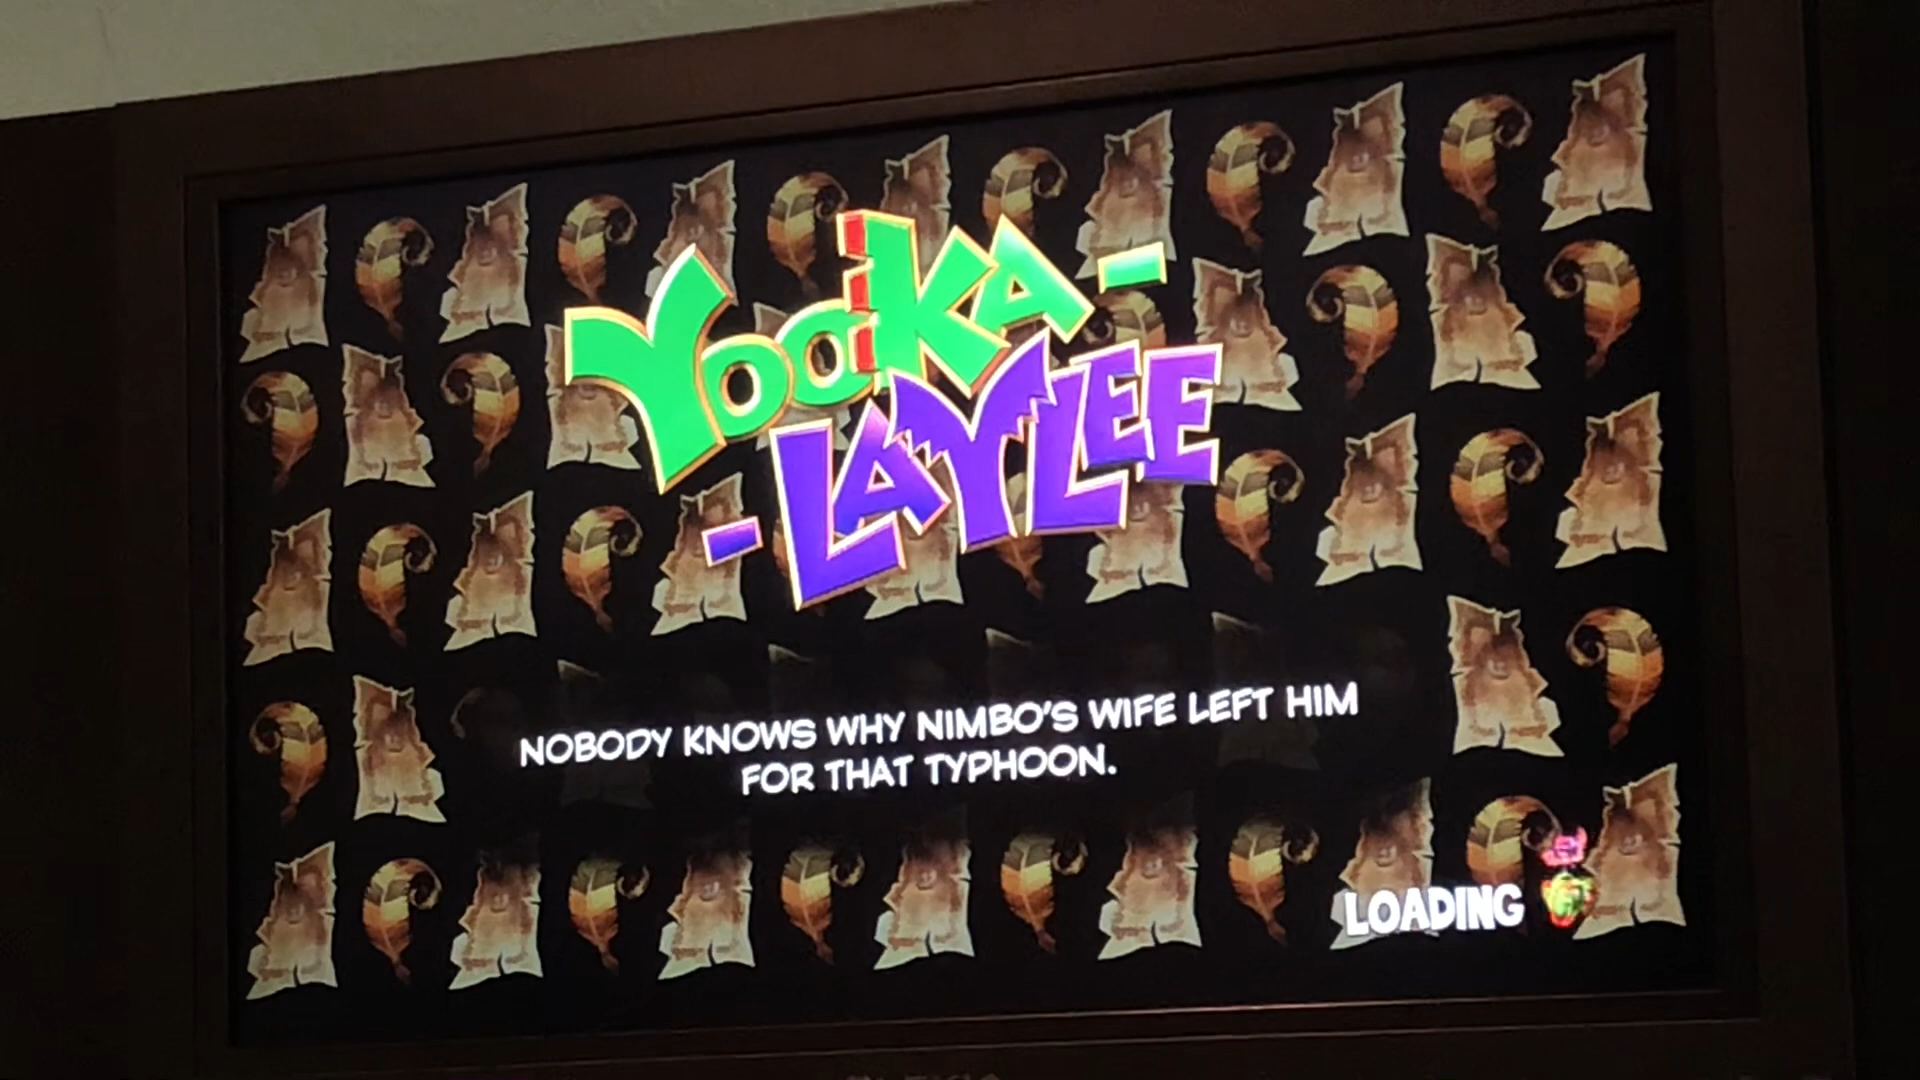 YOOKA-
-LAYLEE
NOBODY KNOWS WHY NIMBO'S WIFE LEFT HIM
FOR THAT TYPHOON.
LOADING